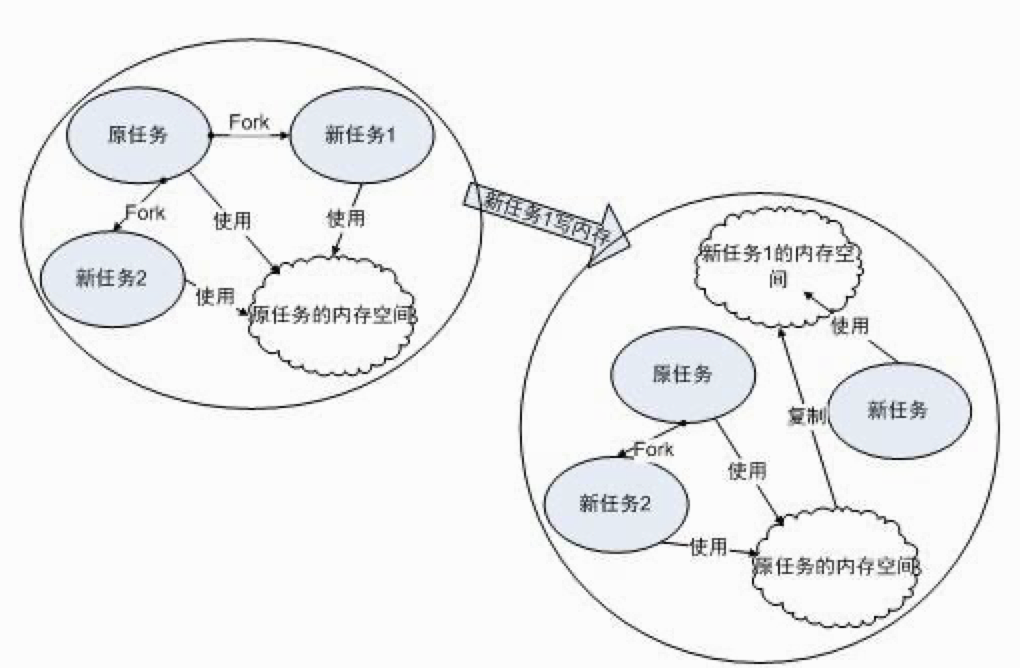 原任务
Fork
新任务1
Fork
使用
使用
新任务2
使用
原任务的内存空间
新任务1写内存
新任务1的内存空
间
使用
原任务
复制
新任务
Fork
使用
新任务2
使用
原任务的内存空间